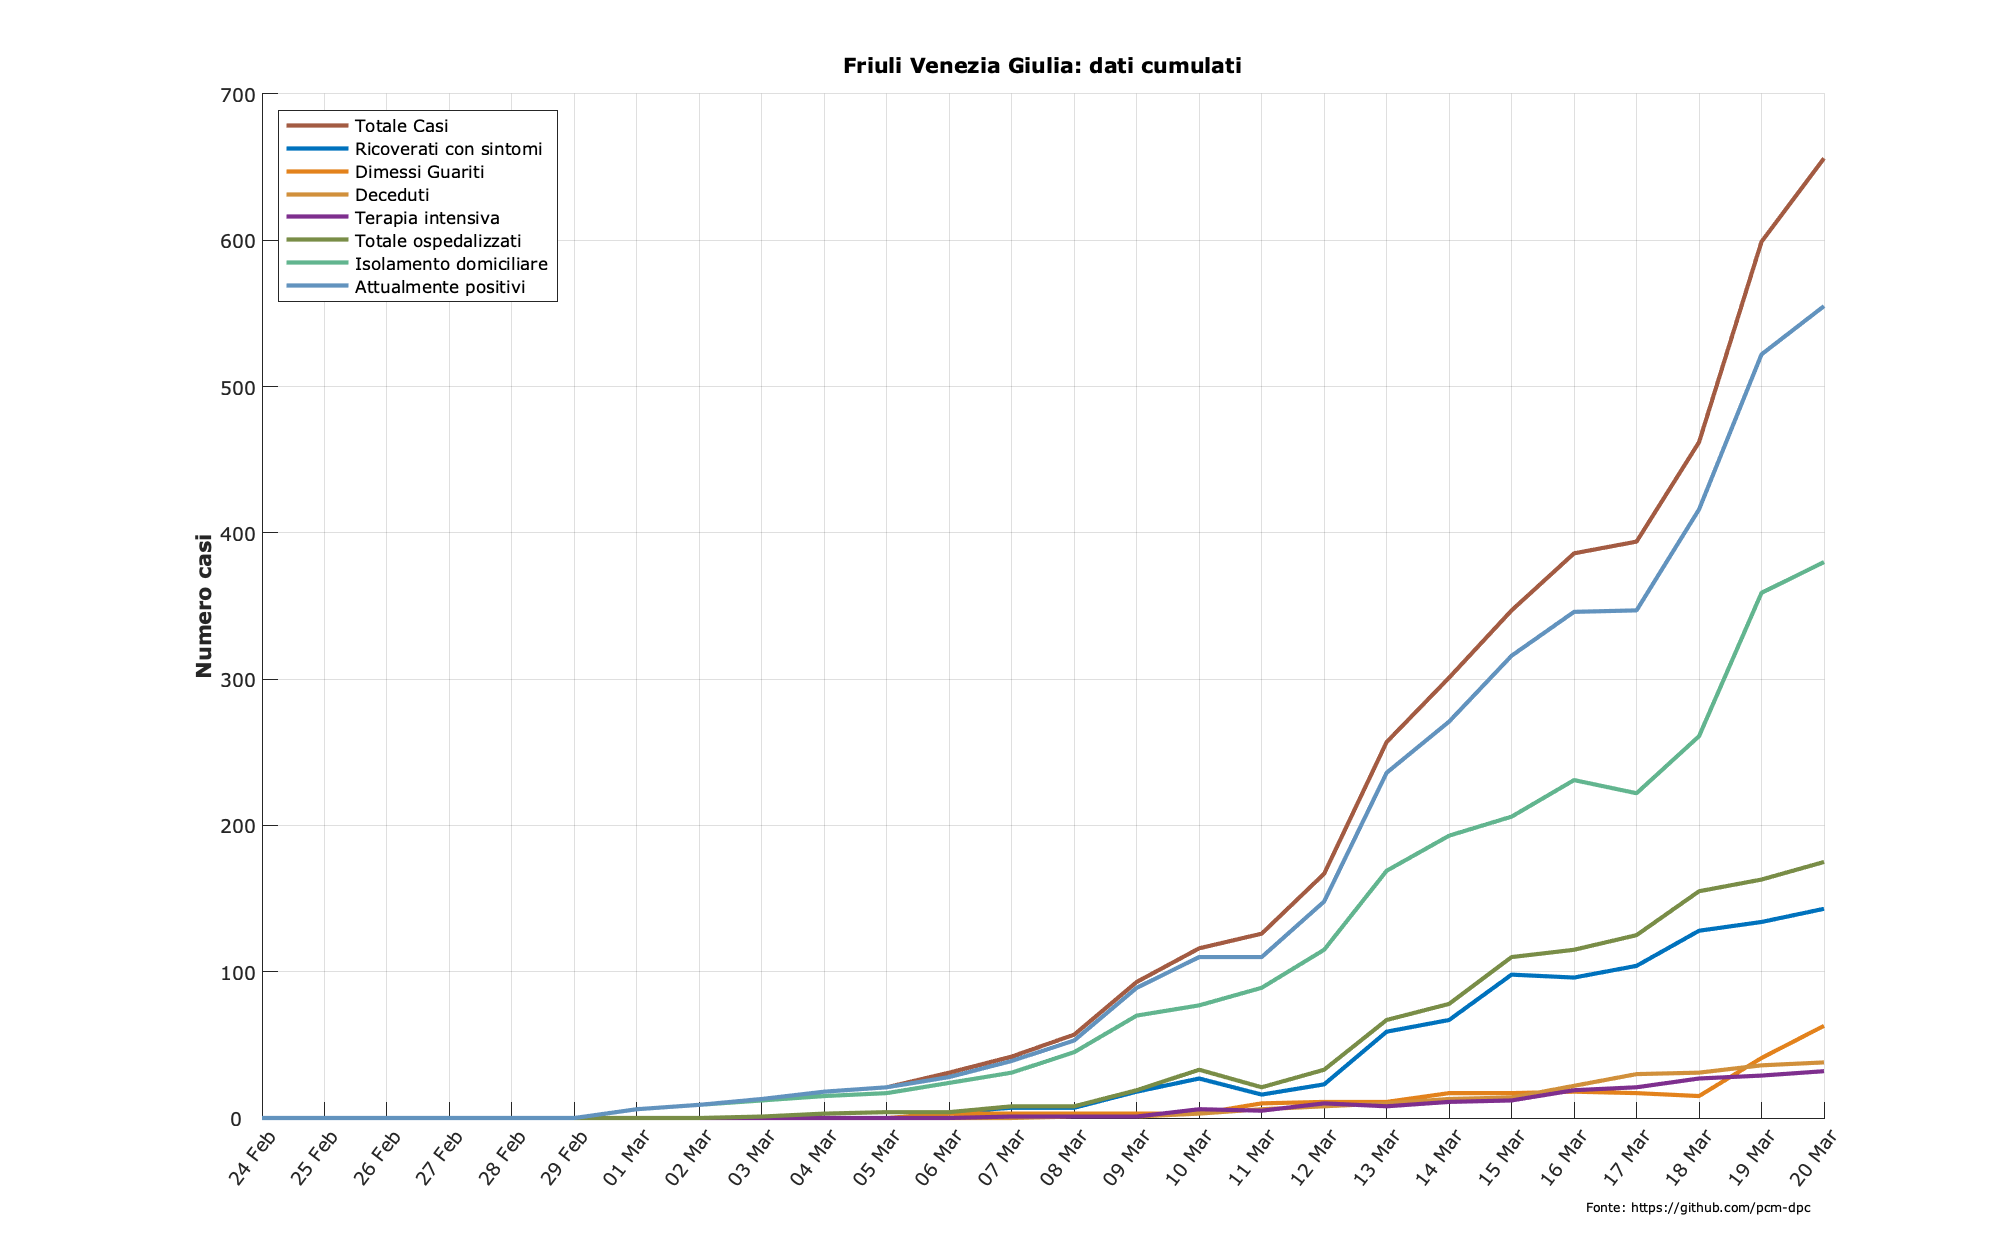 Friuli Venezia Giulia: dati cumulati
700
600
500
400
300
200
100
0
Numero casi
Totale Casi
Ricoverati con sintomi
Dimessi Guariti
Deceduti
Terapia intensiva
Totale ospedalizzati
Isolamento domiciliare
Attualmente positivi
24 Feb
25 Feb
26 Feb
27 Feb
28 Feb
29 Feb
01 Mar
02 Mar
03 Mar
04 Mar
05 Mar
06 Mar
07 Mar
08 Mar
09 Mar
10 Mar
11 Mar
12 Mar
13 Mar
14 Mar
15 Mar
16 Mar
17 Mar
18 Mar
19 Mar
20 Mar
Fonte: https://github.com/pcm-dpc